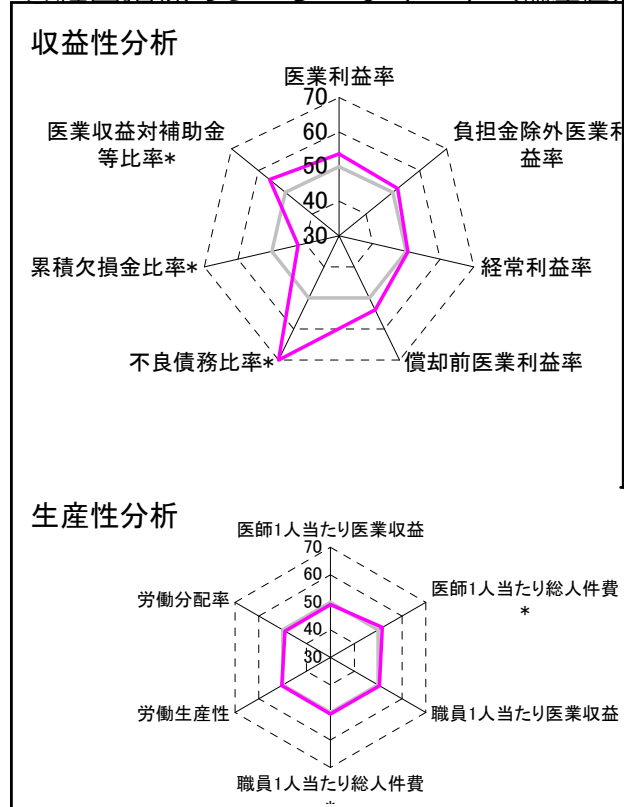 収益性分析
医業利益率
70
医業収益対補助金
等比率*
60
負担金除外医業利
益率
50
40
30
累積欠損金比率*
経常利益率
不良債務比率*
償却前医業利益率
生産性分析
医師1人当たり医業収益
70
労働分配率
60
医師1人当たり総人件費
*
50
40
30
労働生産性
職員1人当たり医業収益
職員1人当たり総人件費
*